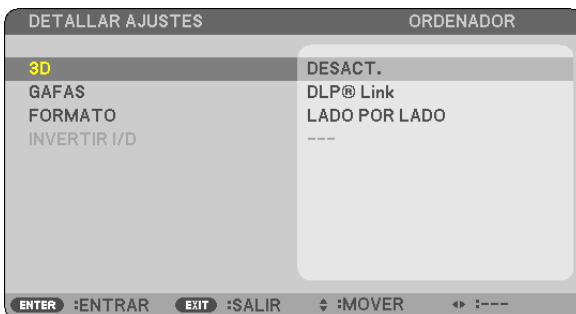 DETALLAR AJUSTES ORDENADOR
3D DESACT.
GAFAS DLP® Link
FORMATO LADO POR LADO
INVERTIR I/D ---
ENTER :ENTRAR EXIT :SALIR :MOVER :---